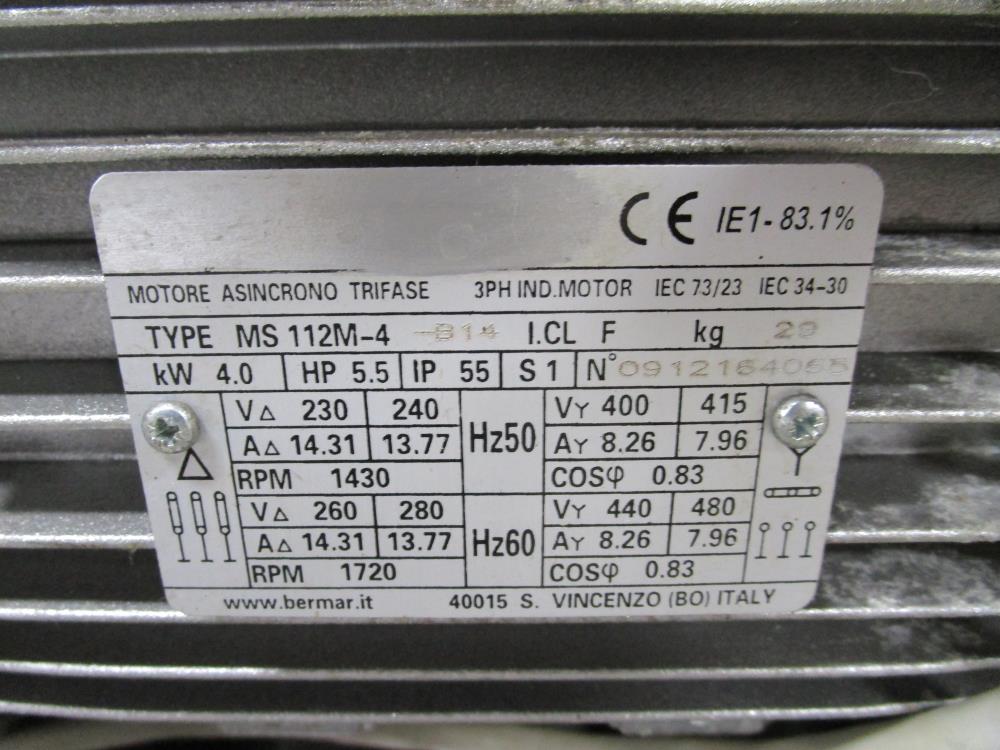 CE IE1-83.1%
MOTORE ASINCRONO TRIFASE 3PH IND.MOTOR IEC 73/23 IEC 34-30
TYPE MS 112M-4 -B14 I.CL F kg 29
kW 4.0 HP 5.5 IP 55 S1 N°
V△ 230 240 Hz50 VY 400 415
A△ 14.31 13.77 AY 8.26 7.96
RPM 1430 COSφ 0.83
V△ 260 280 Hz60 VY 440 480
A△ 14.31 13.77 AY 8.26 7.96
RPM 1720 COSφ 0.83
www.bermar.it 40015 S. VINCENZO (BO) ITALY